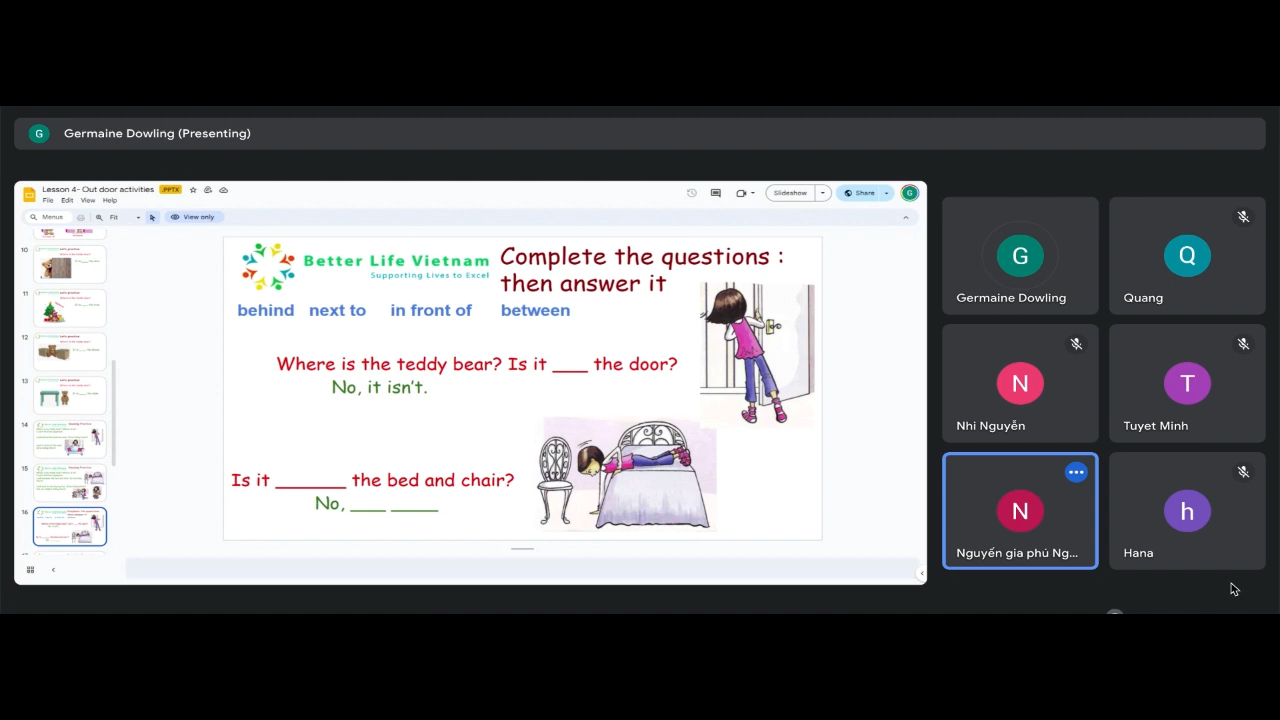 G Germaine Dowling (Presenting)
Lesson 4- Out door activities .PPTX
File Edit View Help
Slideshow
Share
G
Menus
Fit
View only
10
11
12
13
14
15
16
Better Life Vietnam
Supporting Lives to Excel
Complete the questions :
then answer it
behind next to in front of between
Where is the teddy bear? Is it ___ the door?
No, it isn't.
Is it _______ the bed and chair?
No, ____ _____
G
Germaine Dowling
Q
Quang
N
Nhi Nguyễn
T
Tuyet Minh
N
Nguyễn gia phú Ng...
h
Hana